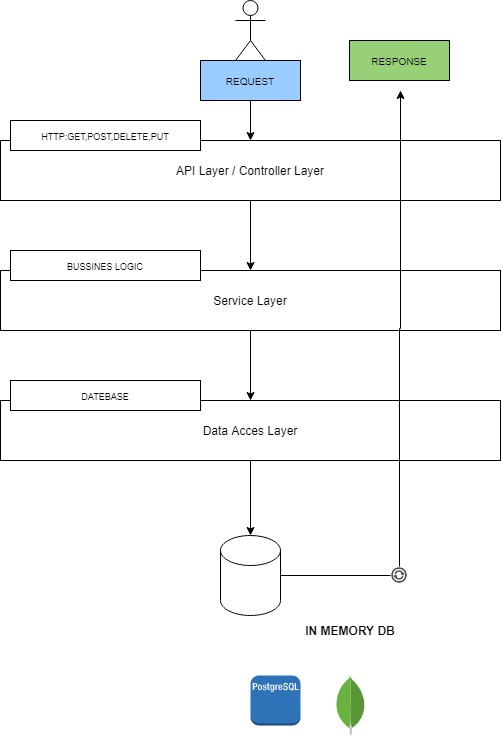 RESPONSE
REQUEST
HTTP:GET,POST,DELETE,PUT
API Layer / Controller Layer
BUSSINES LOGIC
Service Layer
DATEBASE
Data Acces Layer
IN MEMORY DB
PostgreSQL